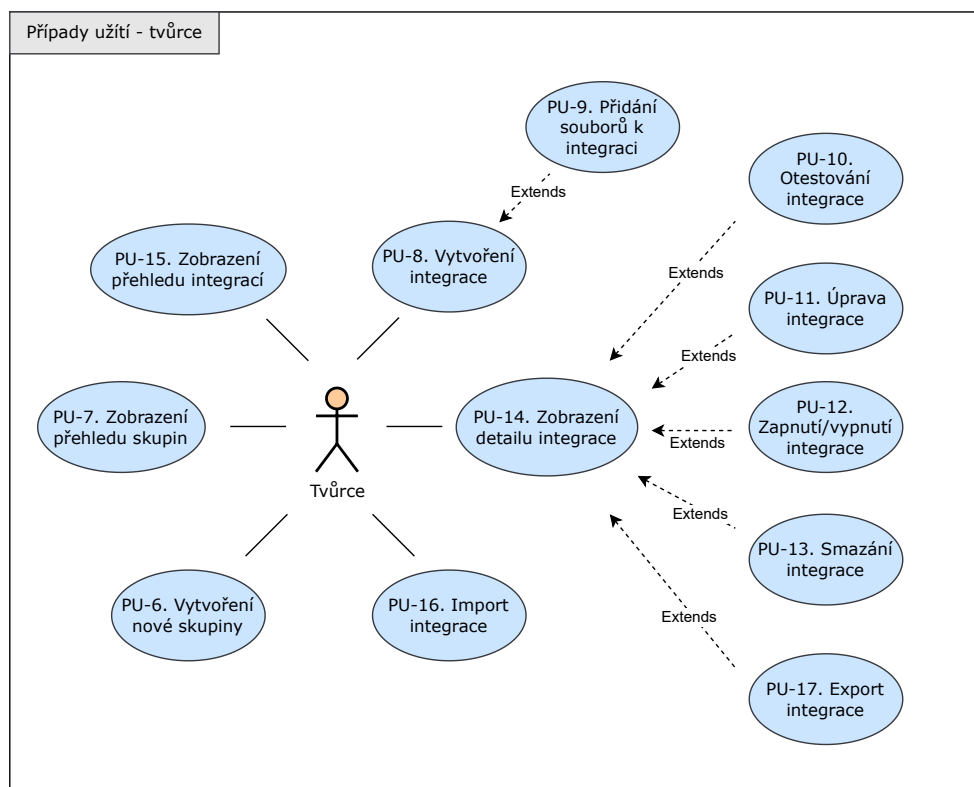 Případy užítí - tvůrce
PU-9. Přidání
souborů k
integraci
PU-10.
Otestování
integrace
Extends
PU-15. Zobrazení
přehledu integrací
PU-8. Vytvoření
integrace
Extends
PU-11. Úprava
integrace
Extends
PU-7. Zobrazení
přehledu skupin
PU-14. Zobrazení
detailu integrace
PU-12.
Zapnutí/vypnutí
integrace
Extends
Tvůrce
Extends
PU-13. Smazání
integrace
PU-6. Vytvoření
nové skupiny
PU-16. Import
integrace
Extends
PU-17. Export
integrace